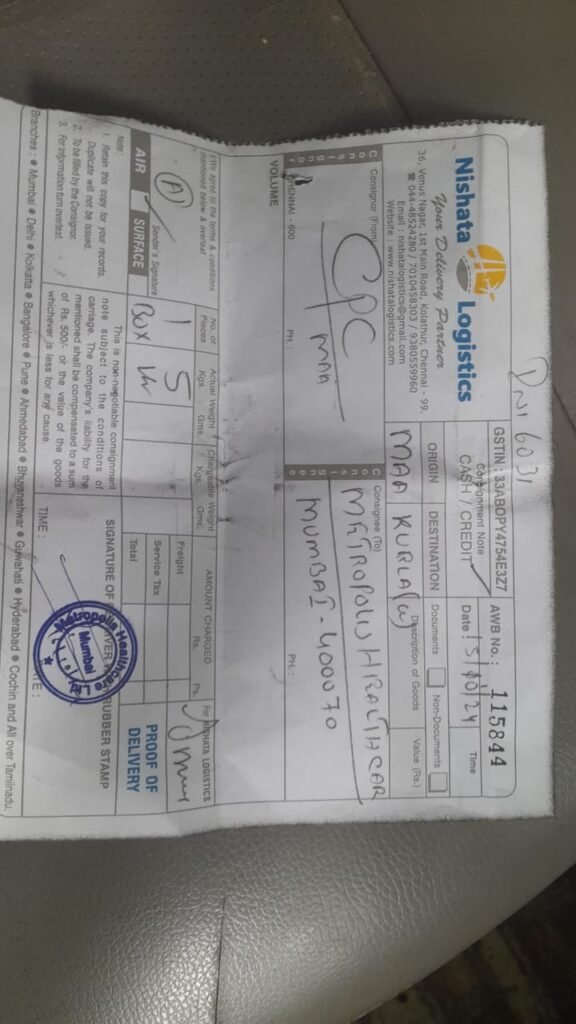 PNI 6031
Nishata Logistics
Your Delivery Partner
36, Venus Nagar, 1st Main Road, Kolathur, Chennai - 99.
☎ 044-48524280 / 7010458303 / 9380559960
Email : nishatalogistics@gmail.com
Website : www.nishatalogistics.com
GSTIN : 33ABOPY4754E3Z7
Consignment Note
CASH / CREDIT
AWB No. : 115844
Date : 15/10/24 Time
ORIGIN DESTINATION
Documents Non-Documents
MAA KURLA (W)
Description of Goods Value (Rs.)
Consignor (From)
CPC
MAA
CHENNAI - 600 PH. :
Consignee (To)
METROPOLIS HEALTHCAR
MUMBAI - 400070
PH. :
VOLUME
I/We agree to the terms & conditions
mentioned below & overleaf
Sender's Signature
AIR SURFACE
No. of Pieces
Actual Weight Kgs. Gms.
Chargeable Weight Kgs. Gms.
AMOUNT CHARGED Rs. Ps.
1 BOX
5
Freight
Service Tax
Total
For NISHATA LOGISTICS
PROOF OF
DELIVERY
Note :
1. Retain this copy for your records.
Duplicate will not be issued.
2. To be filled by the Consignor.
3. For Information turn overleaf.
This is non-negotiable consignment
note subject to the conditions of
carriage. The company's liability for the
mentioned shall be compensated to a sum
of Rs. 500/- or the value of the goods
whichever is less for any cause.
SIGNATURE OF RUBBER STAMP
TIME : DATE :
Metropolis Healthcare Ltd
Mumbai
Branches : ● Mumbai ● Delhi ● Kolkatta ● Bangalore ● Pune ● Ahmedabad ● Bhubaneshwar ● Guwahati ● Hyderabad ● Cochin and All over Tamilnadu.